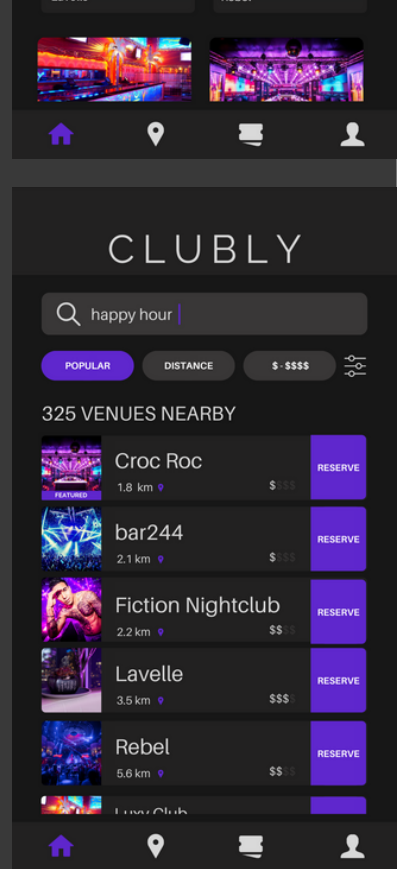 CLUBLY
happy hour
POPULAR DISTANCE $-$$$$
325 VENUES NEARBY
Croc Roc
1.8 km $$$$
FEATURED
RESERVE
bar244
2.1 km $$$$
RESERVE
Fiction Nightclub
2.2 km $$$$
RESERVE
Lavelle
3.5 km $$$$
RESERVE
Rebel
5.6 km $$$$
RESERVE
Luxy Club